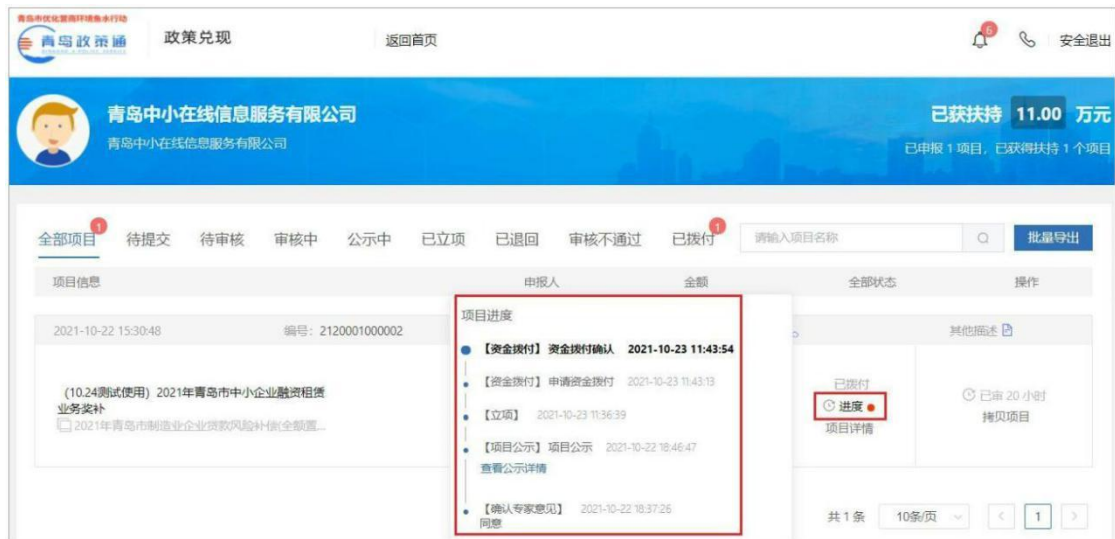 青岛市优化营商环境鱼水行动
青岛政策通
政策兑现
返回首页
6
安全退出
青岛中小在线信息服务有限公司
青岛中小在线信息服务有限公司
已获扶持 11.00 万元
已申报 1 项目，已获得扶持 1 个项目
全部项目 1
待提交
待审核
审核中
公示中
已立项
已退回
审核不通过
已拨付 1
请输入项目名称
批量导出
项目信息
申报人
金额
全部状态
操作
2021-10-22 15:30:48
编号：2120001000002
其他描述
（10.24测试使用）2021年青岛市中小企业融资租赁
业务奖补
2021年青岛市制造业企业贷款风险补偿(全额置...
项目进度
【资金拨付】资金拨付确认 2021-10-23 11:43:54
【资金拨付】申请资金拨付 2021-10-23 11:43:13
【立项】 2021-10-23 11:36:39
【项目公示】项目公示 2021-10-22 18:46:47
查看公示详情
【确认专家意见】 2021-10-22 18:37:26
同意
已拨付
进度
项目详情
已审 20 小时
拷贝项目
共 1 条
10条/页
1